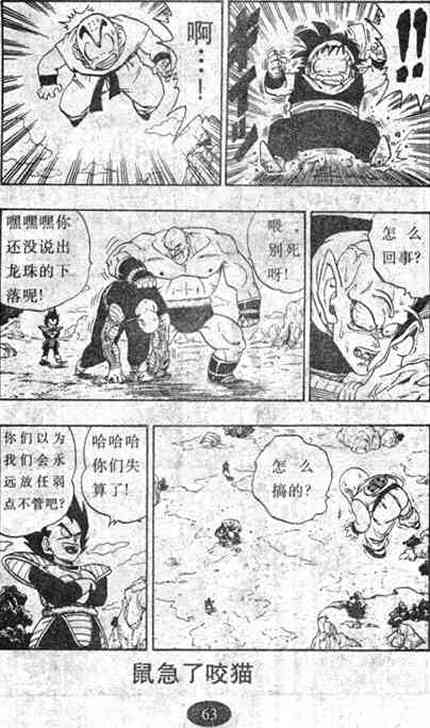 !!
啊…!
怎么
回事?
喂,
别死
呀!
嘿嘿嘿你
还没说出
龙珠的下
落呢!
怎么
搞的?
哈哈哈
你们失
算了!
你们以为
我们会永
远放任弱
点不管吧?
鼠急了咬猫
63